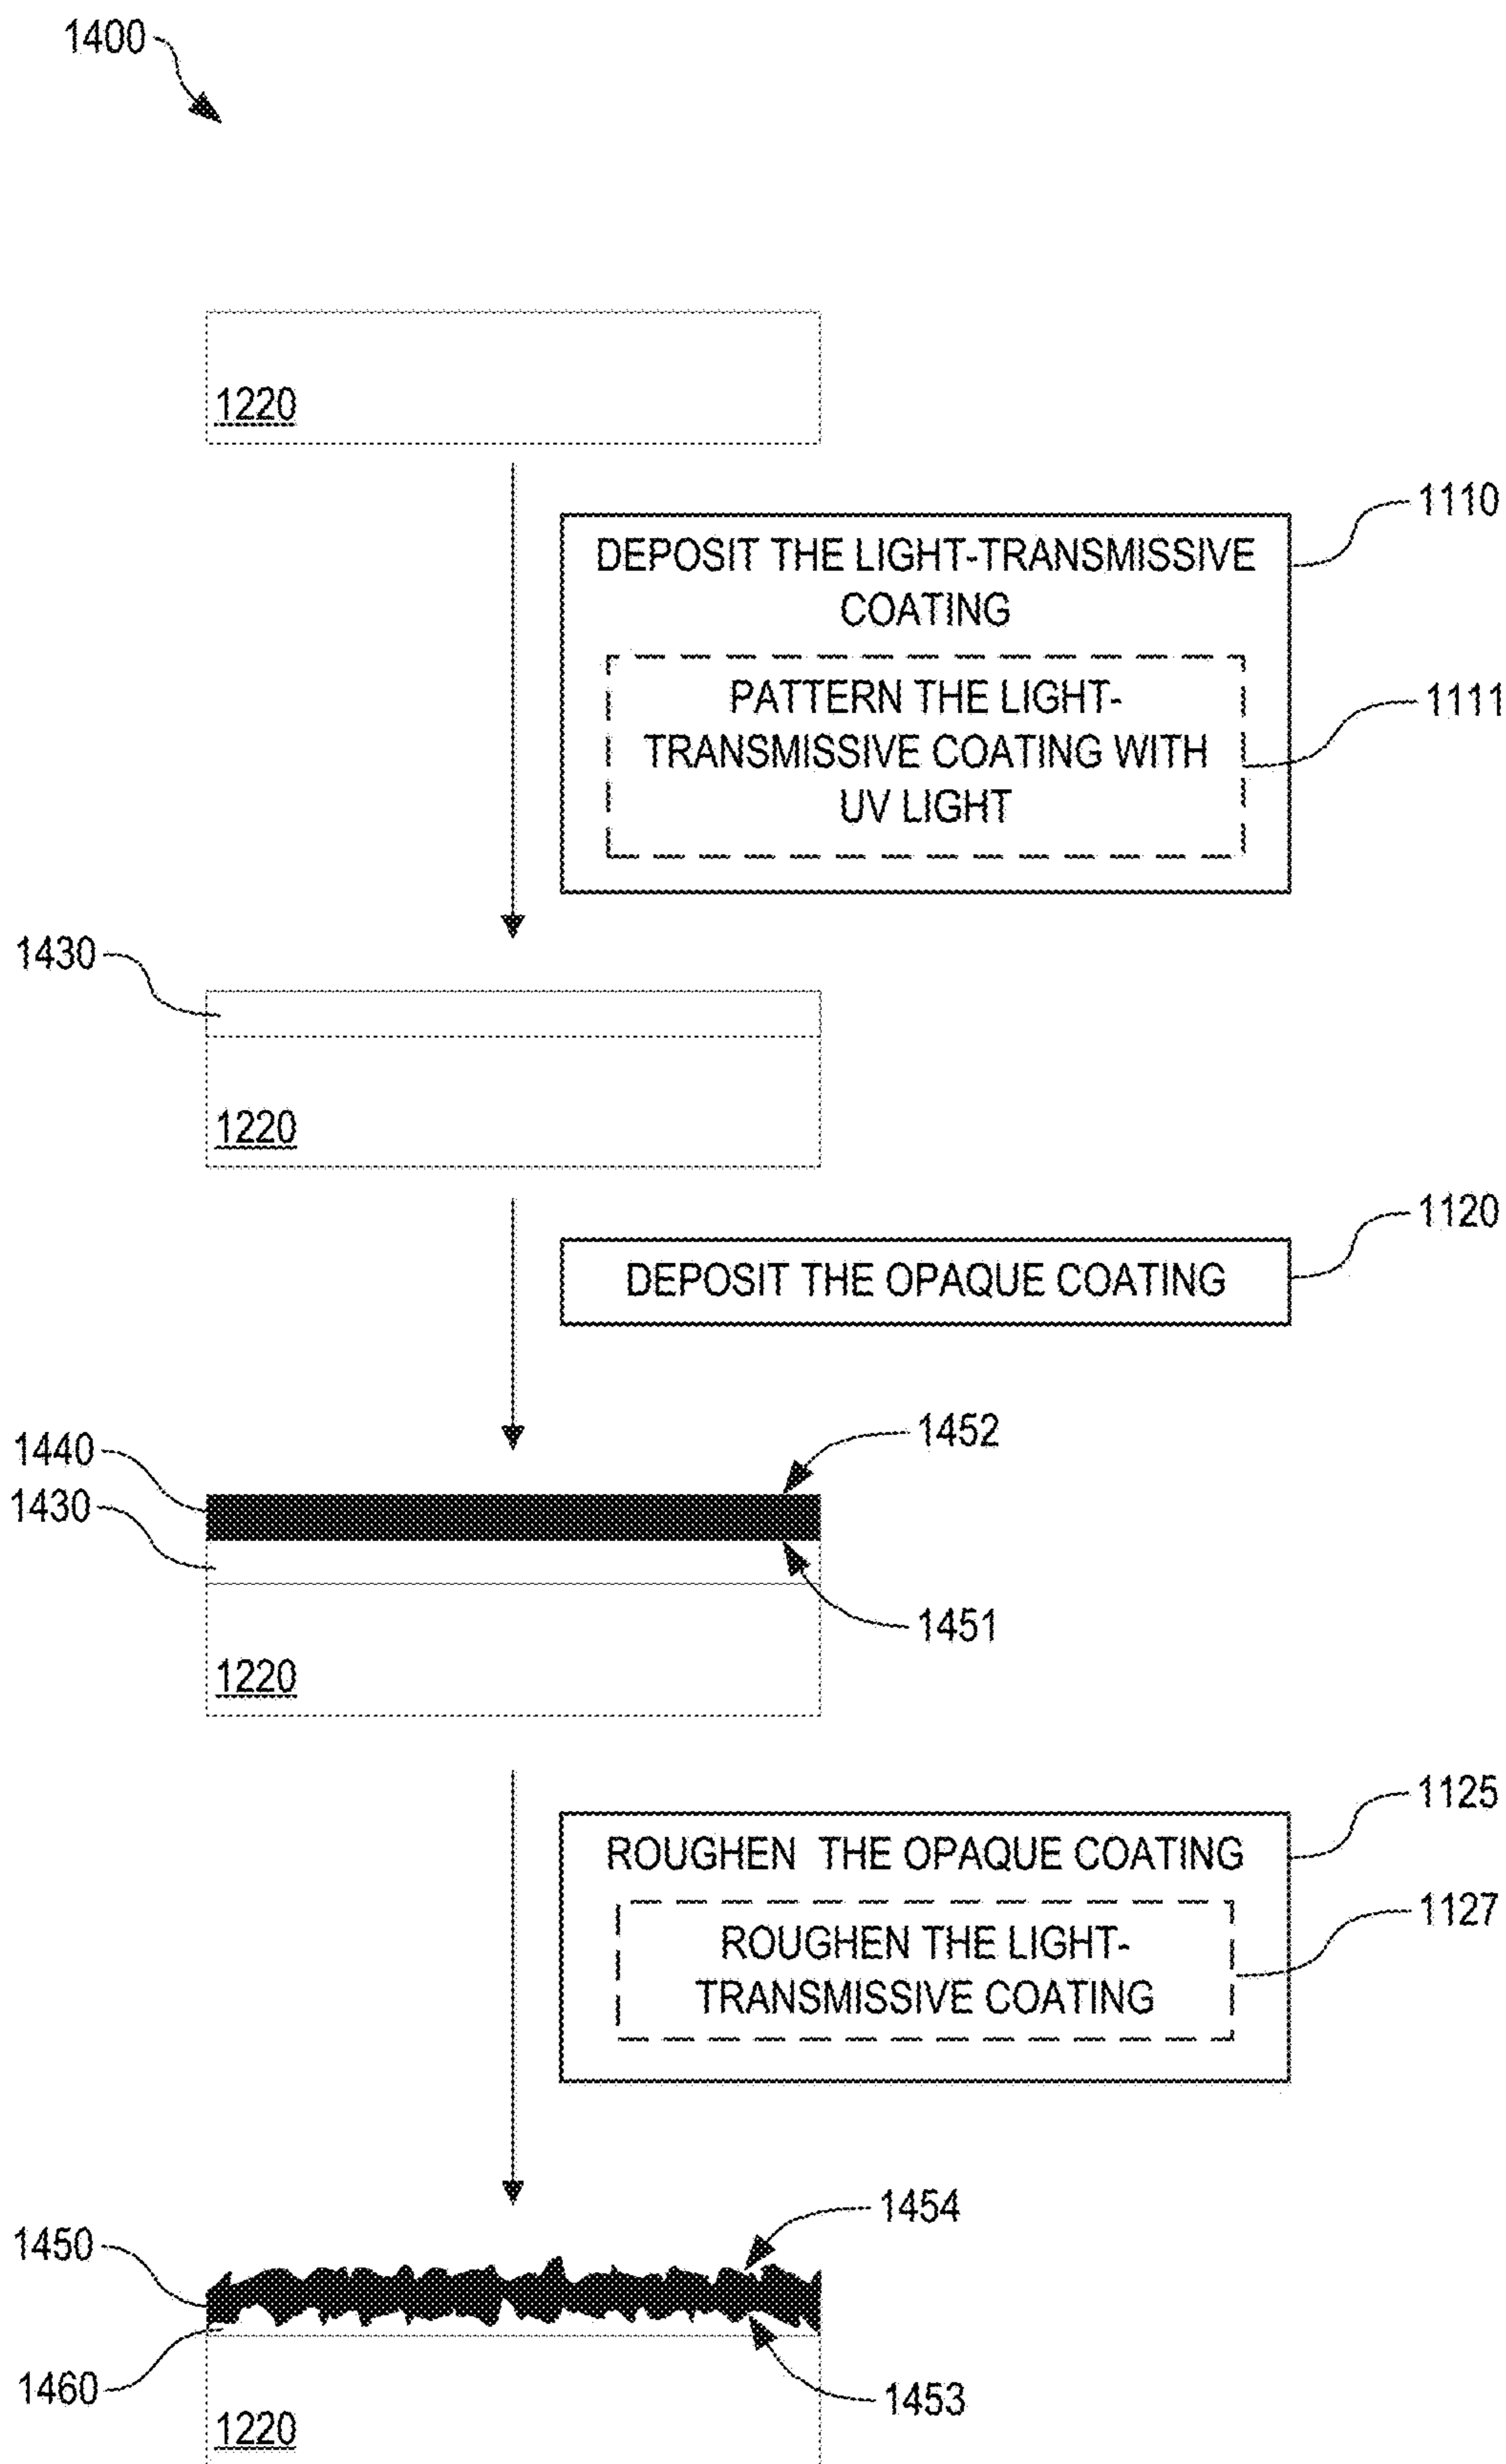 1400
1220
1110
DEPOSIT THE LIGHT-TRANSMISSIVE
COATING
PATTERN THE LIGHT-
TRANSMISSIVE COATING WITH
UV LIGHT
1111
1430
1220
1120
DEPOSIT THE OPAQUE COATING
1452
1440
1430
1451
1220
1125
ROUGHEN THE OPAQUE COATING
1127
ROUGHEN THE LIGHT-
TRANSMISSIVE COATING
1454
1450
1460
1453
1220